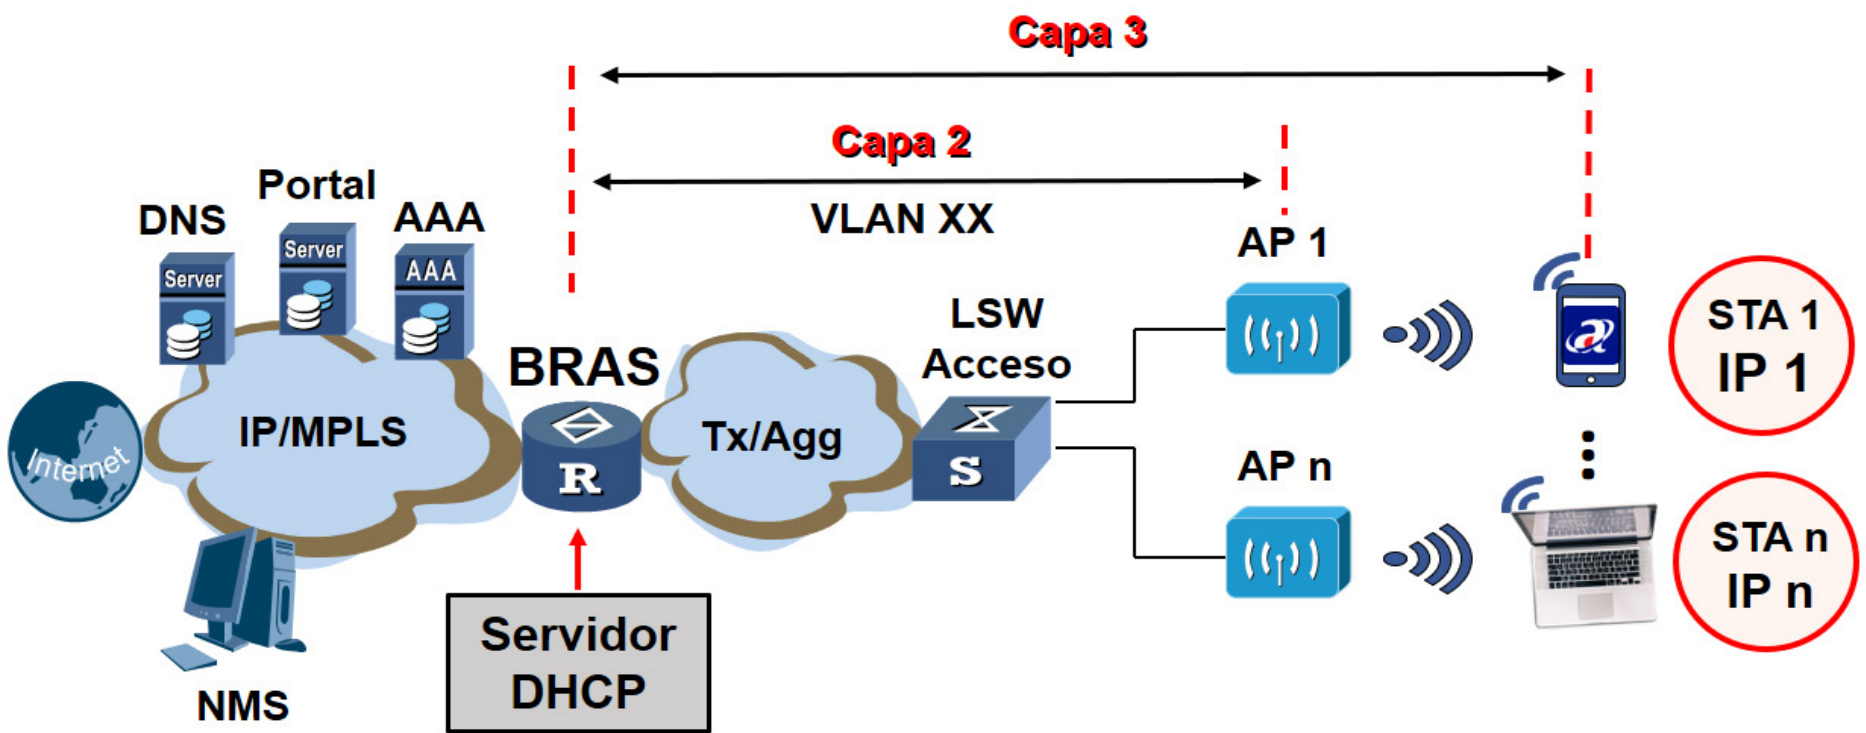 Capa 3
Capa 2
VLAN XX
Portal
DNS
AAA
Server
Server
AAA
AP 1
LSW
Acceso
BRAS
STA 1
IP 1
a
IP/MPLS
Tx/Agg
Internet
R
S
AP n
STA n
IP n
Servidor
DHCP
NMS